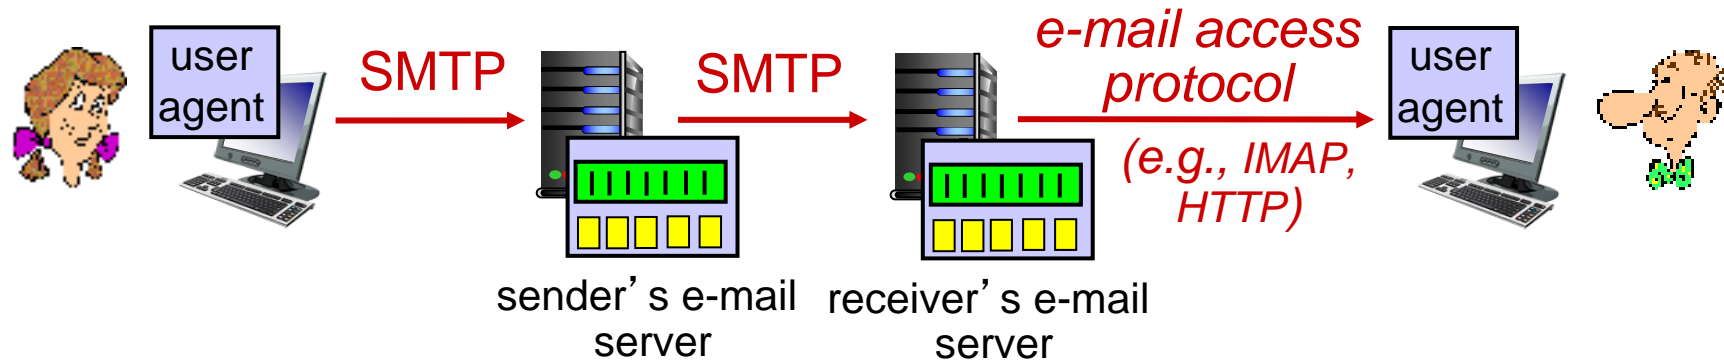 user
agent
SMTP
SMTP
e-mail access
protocol
(e.g., IMAP,
HTTP)
user
agent
sender’s e-mail
server
receiver’s e-mail
server